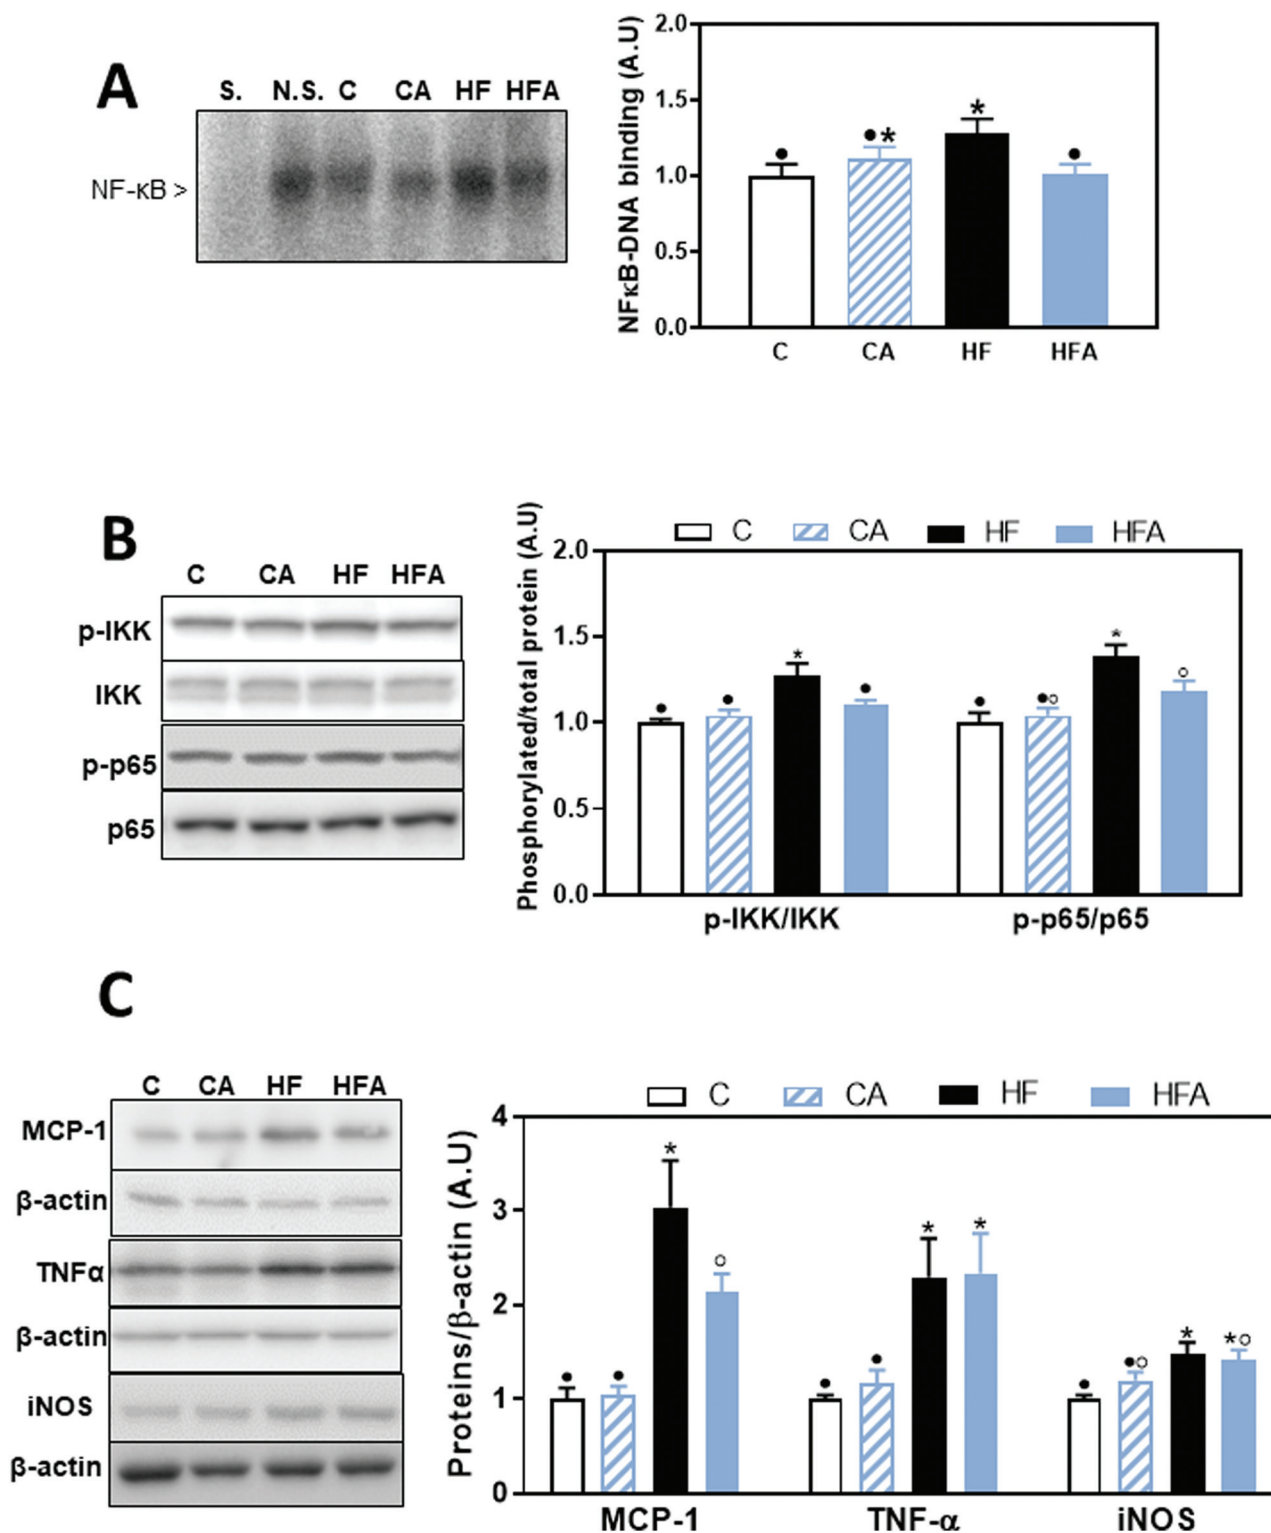 A
S. N.S. C CA HF HFA
NF-κB >
NFκB-DNA binding (A.U)
2.0
1.5
1.0
0.5
0.0
●
●*
*
●
C CA HF HFA
B
C CA HF HFA
p-IKK
IKK
p-p65
p65
C CA HF HFA
Phosphorylated/total protein (A.U)
2.0
1.5
1.0
0.5
0.0
● ● * ● ● ●○ * ○
p-IKK/IKK p-p65/p65
C
C CA HF HFA
MCP-1
β-actin
TNFα
β-actin
iNOS
β-actin
C CA HF HFA
Proteins/β-actin (A.U)
4
3
2
1
0
● ● * ○ ● ● * * ● ●○ * *○
MCP-1 TNF-α iNOS